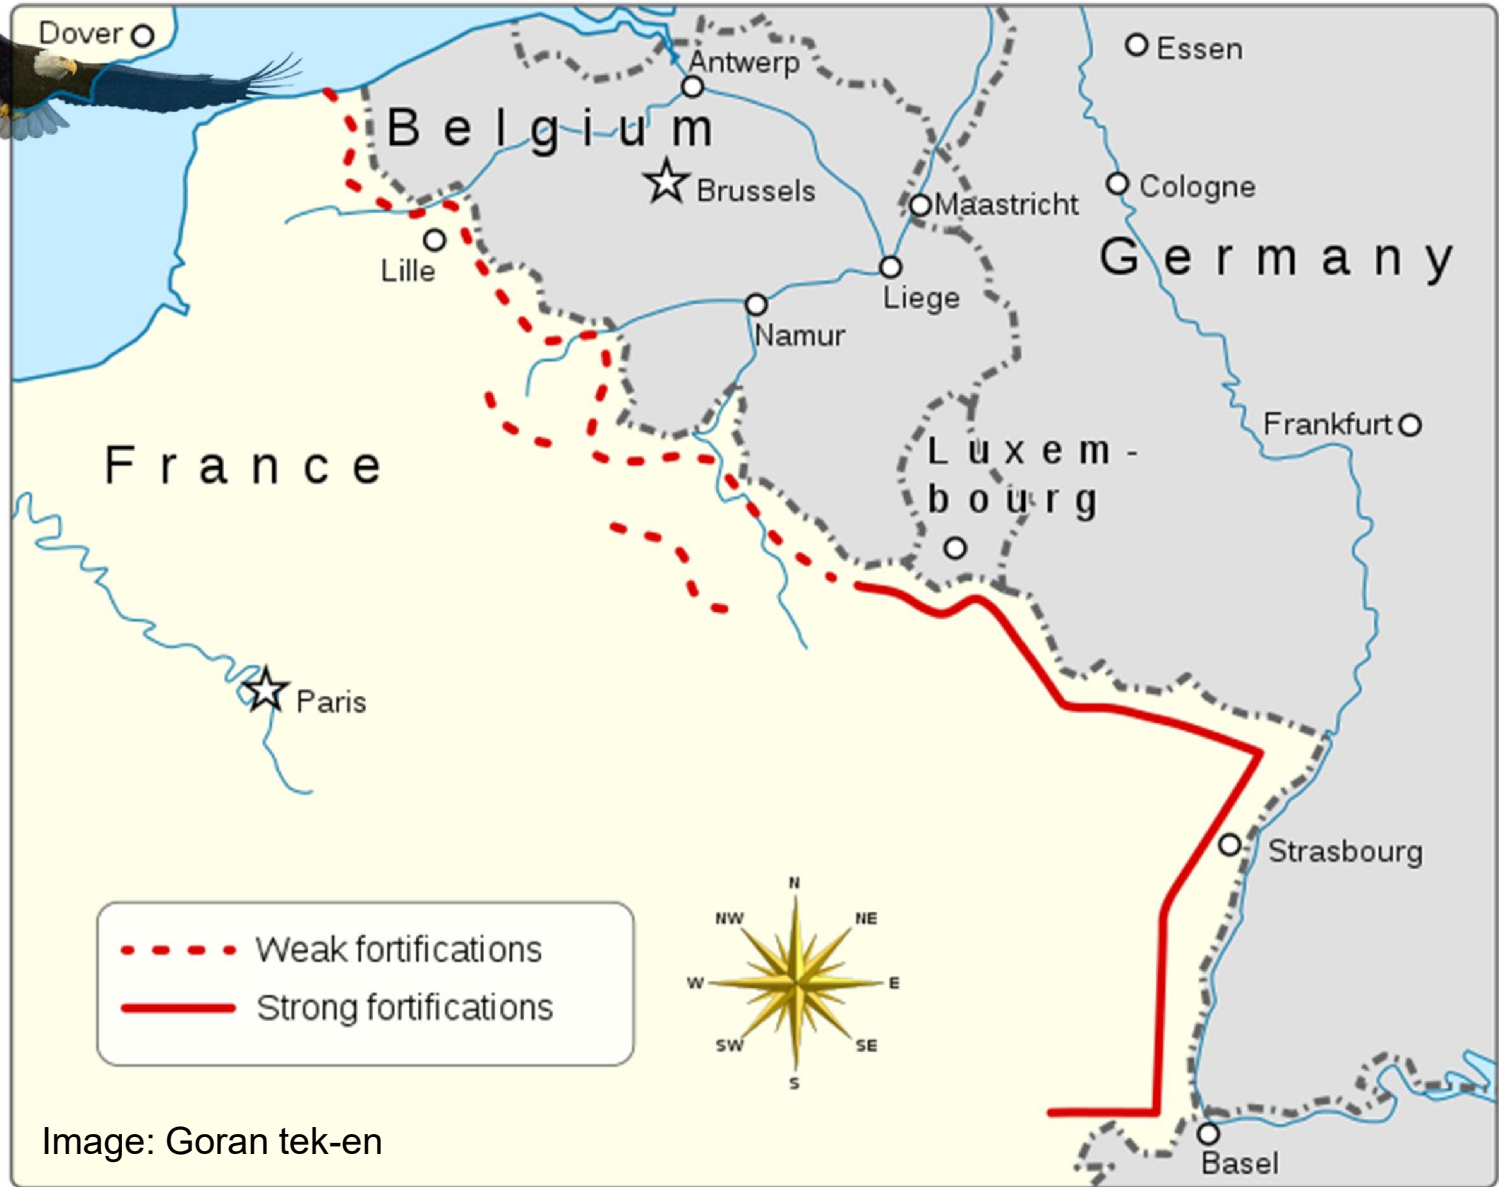 Dover
Essen
Antwerp
Belgium
Brussels
Cologne
Maastricht
Germany
Lille
Liege
Namur
Frankfurt
Luxem-
bourg
France
Paris
Strasbourg
N
NW NE
W E
SW SE
S
Weak fortifications
Strong fortifications
Image: Goran tek-en
Basel